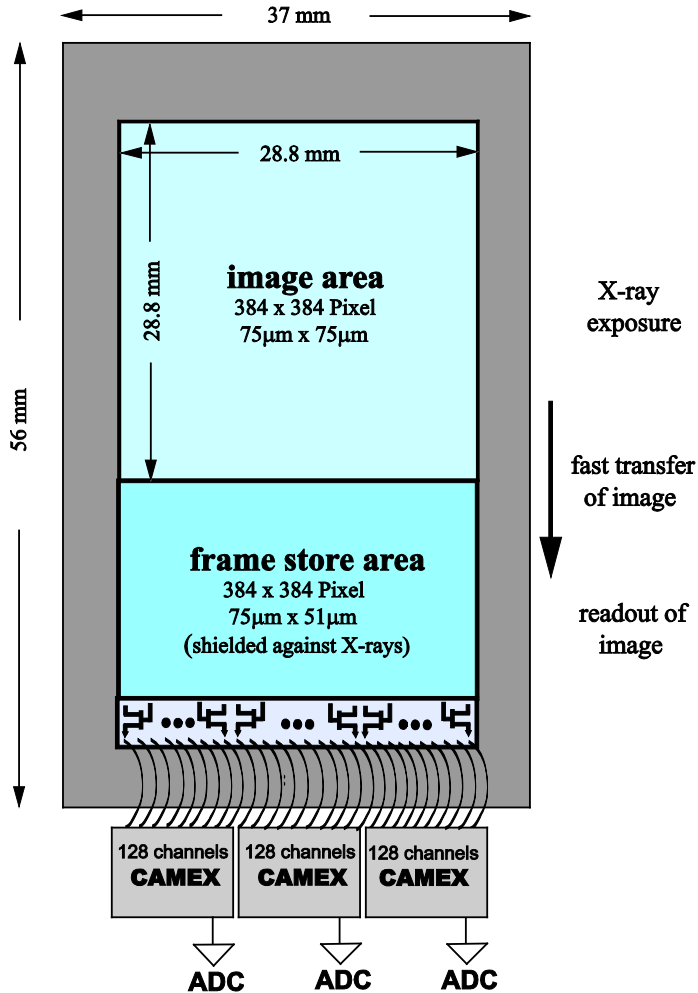 37 mm
28.8 mm
28.8 mm
image area
384 x 384 Pixel
75µm x 75µm
X-ray
exposure
56 mm
fast transfer
of image
frame store area
384 x 384 Pixel
75µm x 51µm
(shielded against X-rays)
readout of
image
128 channels
CAMEX
128 channels
CAMEX
128 channels
CAMEX
ADC
ADC
ADC